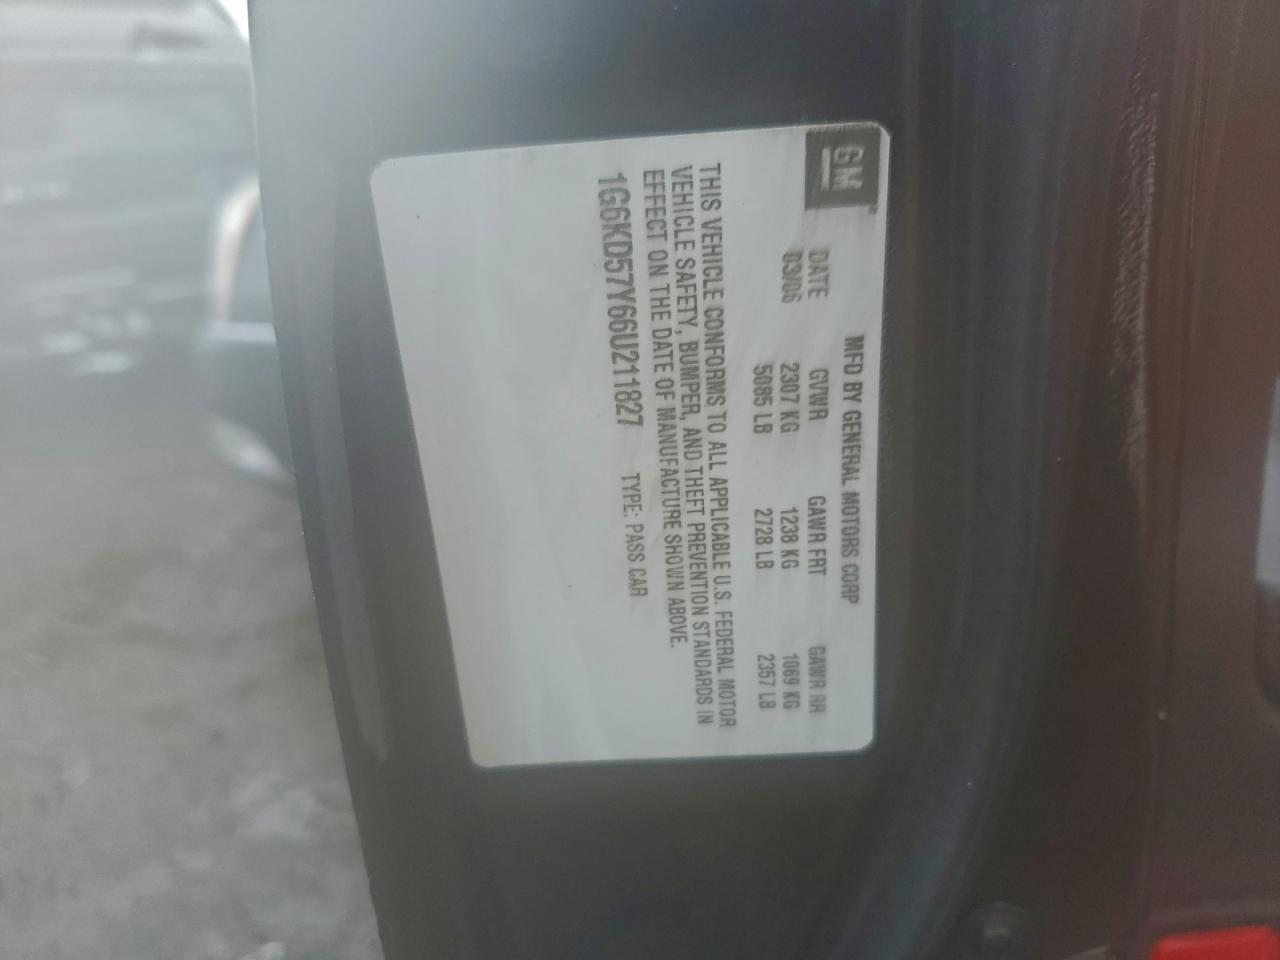 GM
MFD BY GENERAL MOTORS CORP
DATE GVWR GAWR FRT GAWR RR
03/06 2307 KG 1238 KG 1069 KG
5085 LB 2728 LB 2357 LB
THIS VEHICLE CONFORMS TO ALL APPLICABLE U.S. FEDERAL MOTOR
VEHICLE SAFETY, BUMPER, AND THEFT PREVENTION STANDARDS IN
EFFECT ON THE DATE OF MANUFACTURE SHOWN ABOVE.
1G6KD57Y66U211827 TYPE: PASS CAR